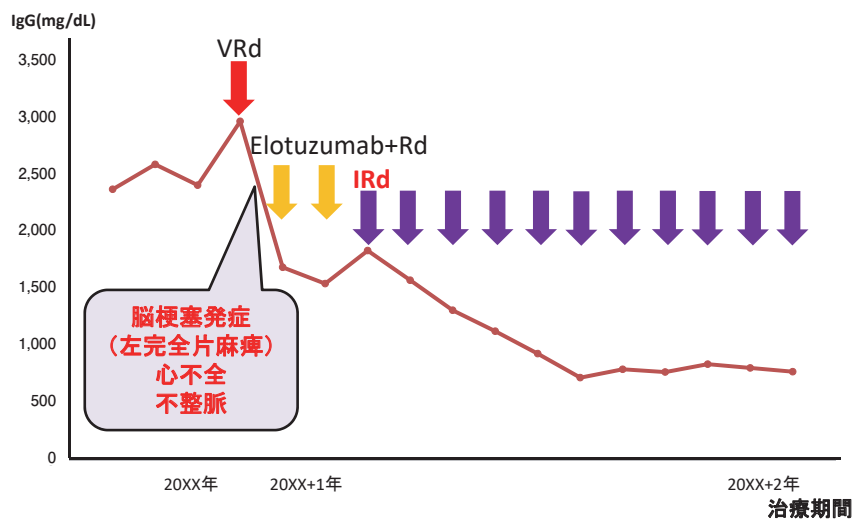 IgG(mg/dL)
3,500
3,000
2,500
2,000
1,500
1,000
500
0
VRd
Elotuzumab+Rd
IRd
脳梗塞発症
（左完全片麻痺）
心不全
不整脈
20XX年
20XX+1年
20XX+2年
治療期間